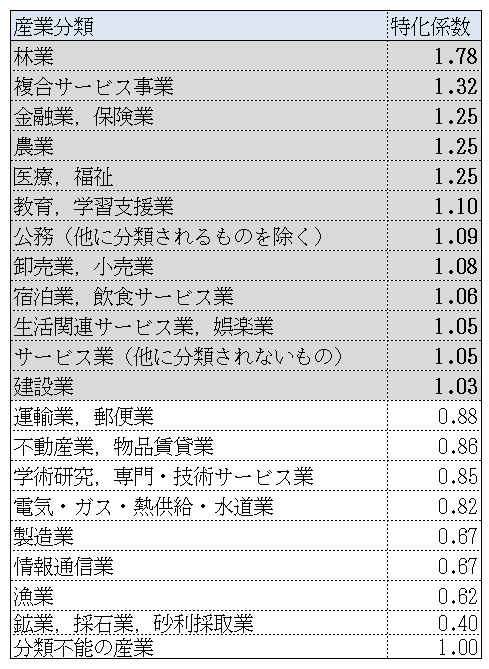 産業分類 特化係数
林業 1.78
複合サービス事業 1.32
金融業，保険業 1.25
農業 1.25
医療，福祉 1.25
教育，学習支援業 1.10
公務（他に分類されるものを除く） 1.09
卸売業，小売業 1.08
宿泊業，飲食サービス業 1.06
生活関連サービス業，娯楽業 1.05
サービス業（他に分類されないもの） 1.05
建設業 1.03
運輸業，郵便業 0.88
不動産業，物品賃貸業 0.86
学術研究，専門・技術サービス業 0.85
電気・ガス・熱供給・水道業 0.82
製造業 0.67
情報通信業 0.67
漁業 0.62
鉱業，採石業，砂利採取業 0.40
分類不能の産業 1.00